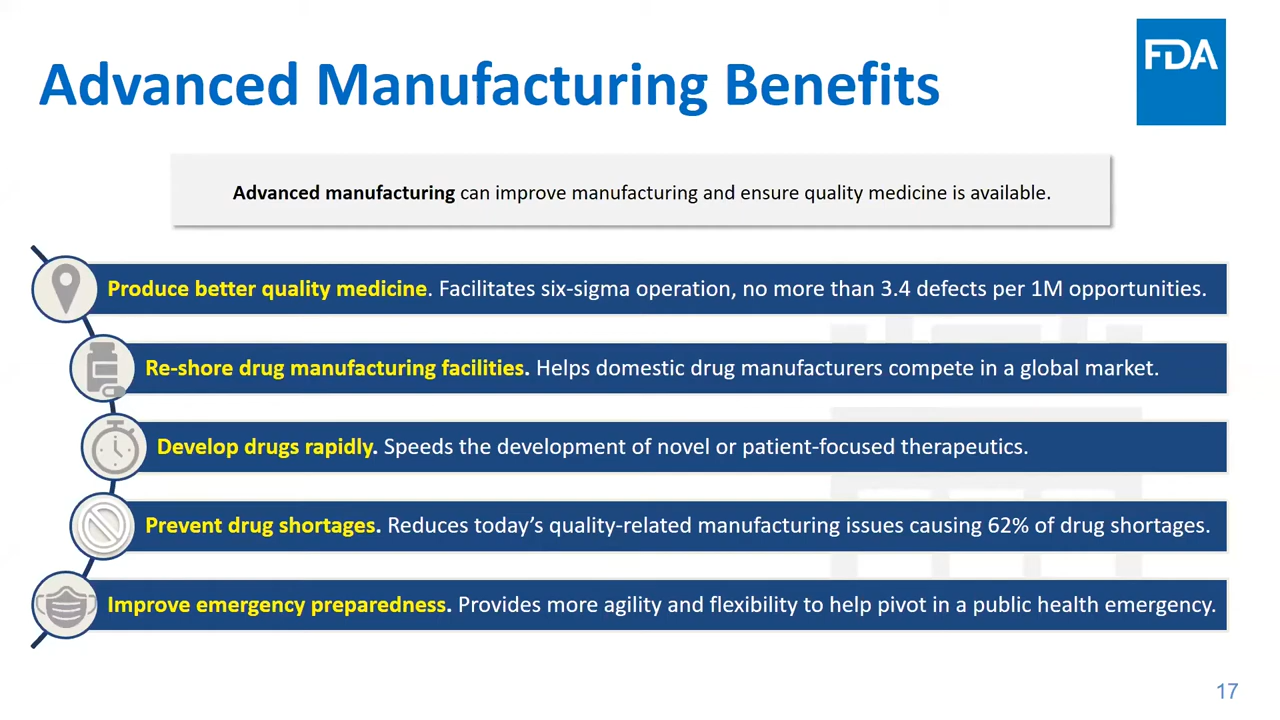 FDA
Advanced Manufacturing Benefits
Advanced manufacturing can improve manufacturing and ensure quality medicine is available.
Produce better quality medicine. Facilitates six-sigma operation, no more than 3.4 defects per 1M opportunities.
Re-shore drug manufacturing facilities. Helps domestic drug manufacturers compete in a global market.
Develop drugs rapidly. Speeds the development of novel or patient-focused therapeutics.
Prevent drug shortages. Reduces today’s quality-related manufacturing issues causing 62% of drug shortages.
Improve emergency preparedness. Provides more agility and flexibility to help pivot in a public health emergency.
17